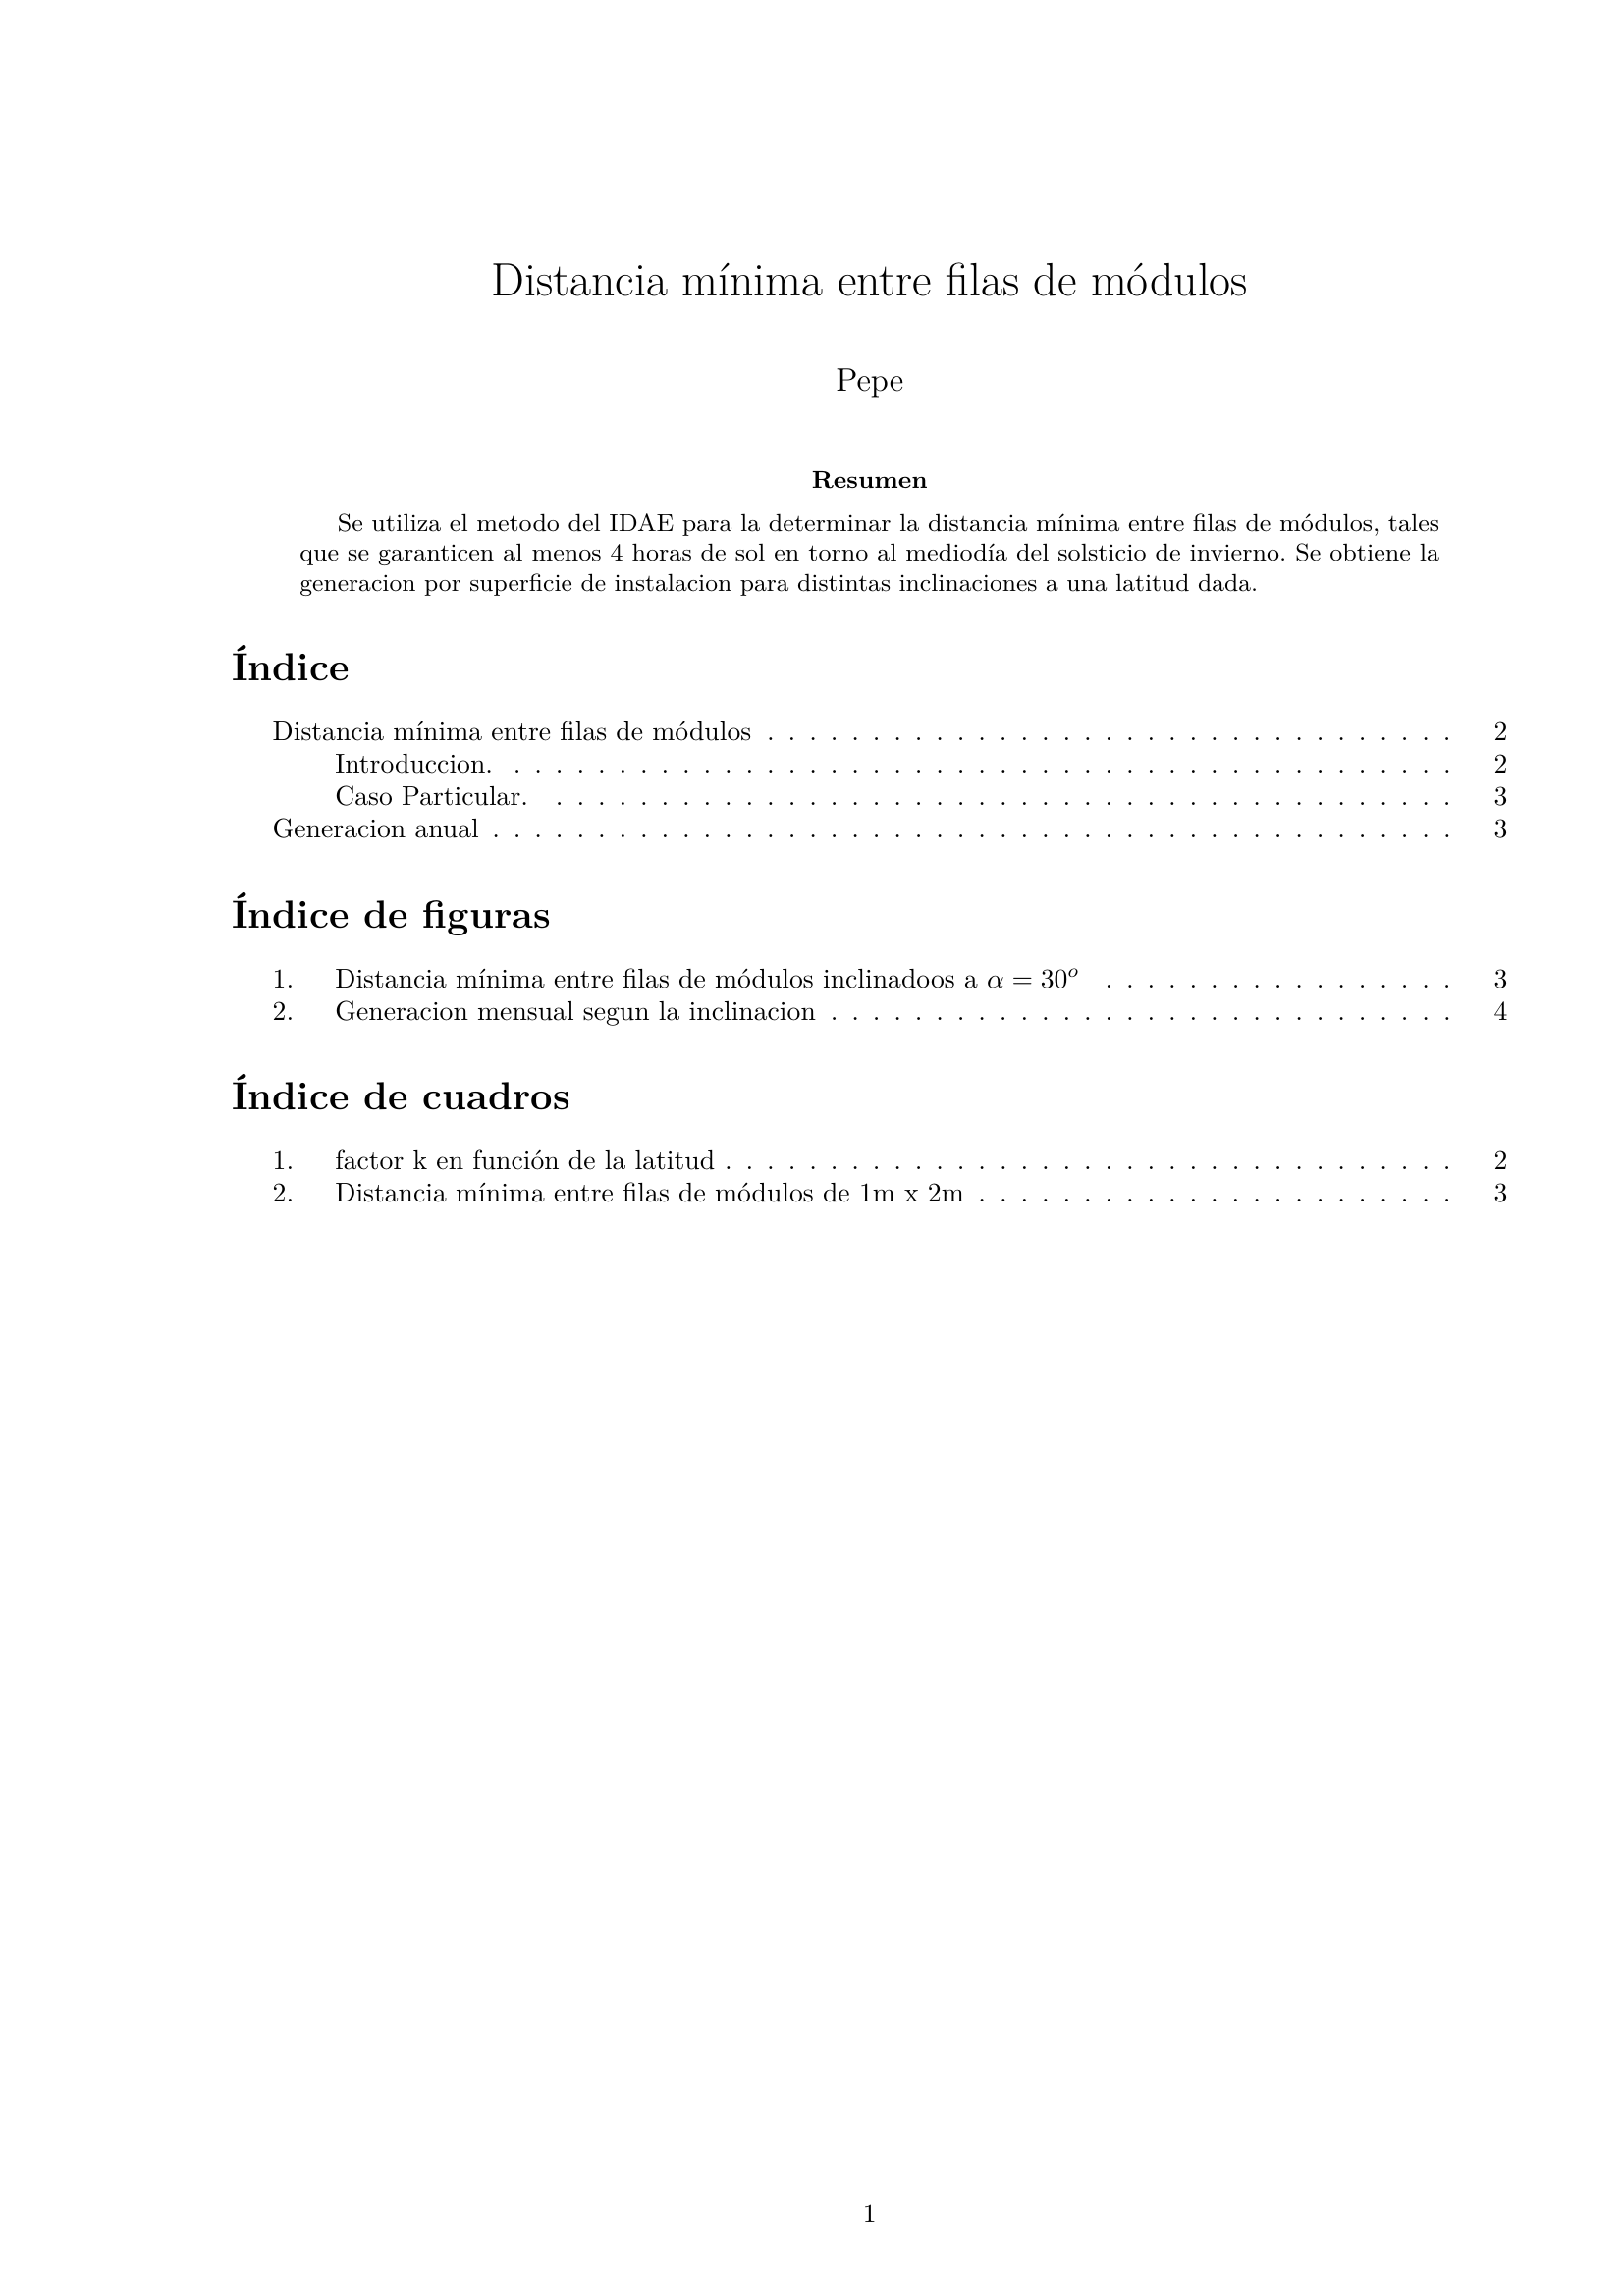 Distancia mínima entre filas de módulos
Pepe
Resumen
Se utiliza el metodo del IDAE para la determinar la distancia mínima entre filas de módulos, tales
que se garanticen al menos 4 horas de sol en torno al mediodía del solsticio de invierno. Se obtiene la
generacion por superficie de instalacion para distintas inclinaciones a una latitud dada.
Índice
Distancia mínima entre filas de módulos . . . . . . . . . . . . . . . . . . . . . . . . . . . . . . . . . 2
Introduccion. . . . . . . . . . . . . . . . . . . . . . . . . . . . . . . . . . . . . . . . . . . . . . 2
Caso Particular. . . . . . . . . . . . . . . . . . . . . . . . . . . . . . . . . . . . . . . . . . . . 3
Generacion anual . . . . . . . . . . . . . . . . . . . . . . . . . . . . . . . . . . . . . . . . . . . . . . 3
Índice de figuras
1. Distancia mínima entre filas de módulos inclinadoos a α = 30º . . . . . . . . . . . . . . . . . 3
2. Generacion mensual segun la inclinacion . . . . . . . . . . . . . . . . . . . . . . . . . . . . . . 4
Índice de cuadros
1. factor k en función de la latitud . . . . . . . . . . . . . . . . . . . . . . . . . . . . . . . . . . . 2
2. Distancia mínima entre filas de módulos de 1m x 2m . . . . . . . . . . . . . . . . . . . . . . . 3
1